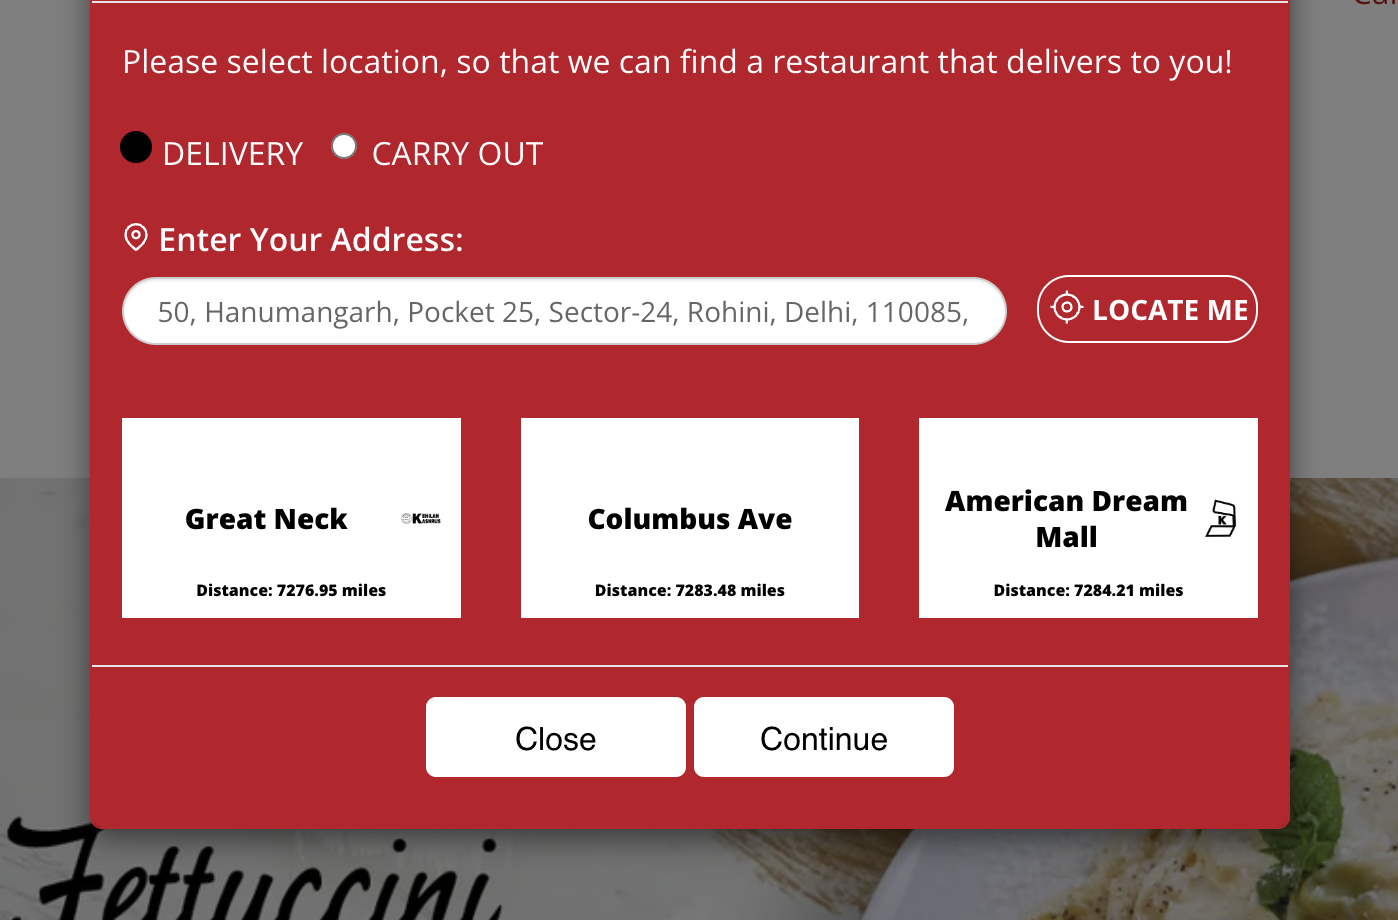 Please select location, so that we can find a restaurant that delivers to you!
DELIVERY CARRY OUT
Enter Your Address:
50, Hanumangarh, Pocket 25, Sector-24, Rohini, Delhi, 110085,
LOCATE ME
Great Neck
Distance: 7276.95 miles
Columbus Ave
Distance: 7283.48 miles
American Dream
Mall
K
Distance: 7284.21 miles
Close
Continue
Fettuccini